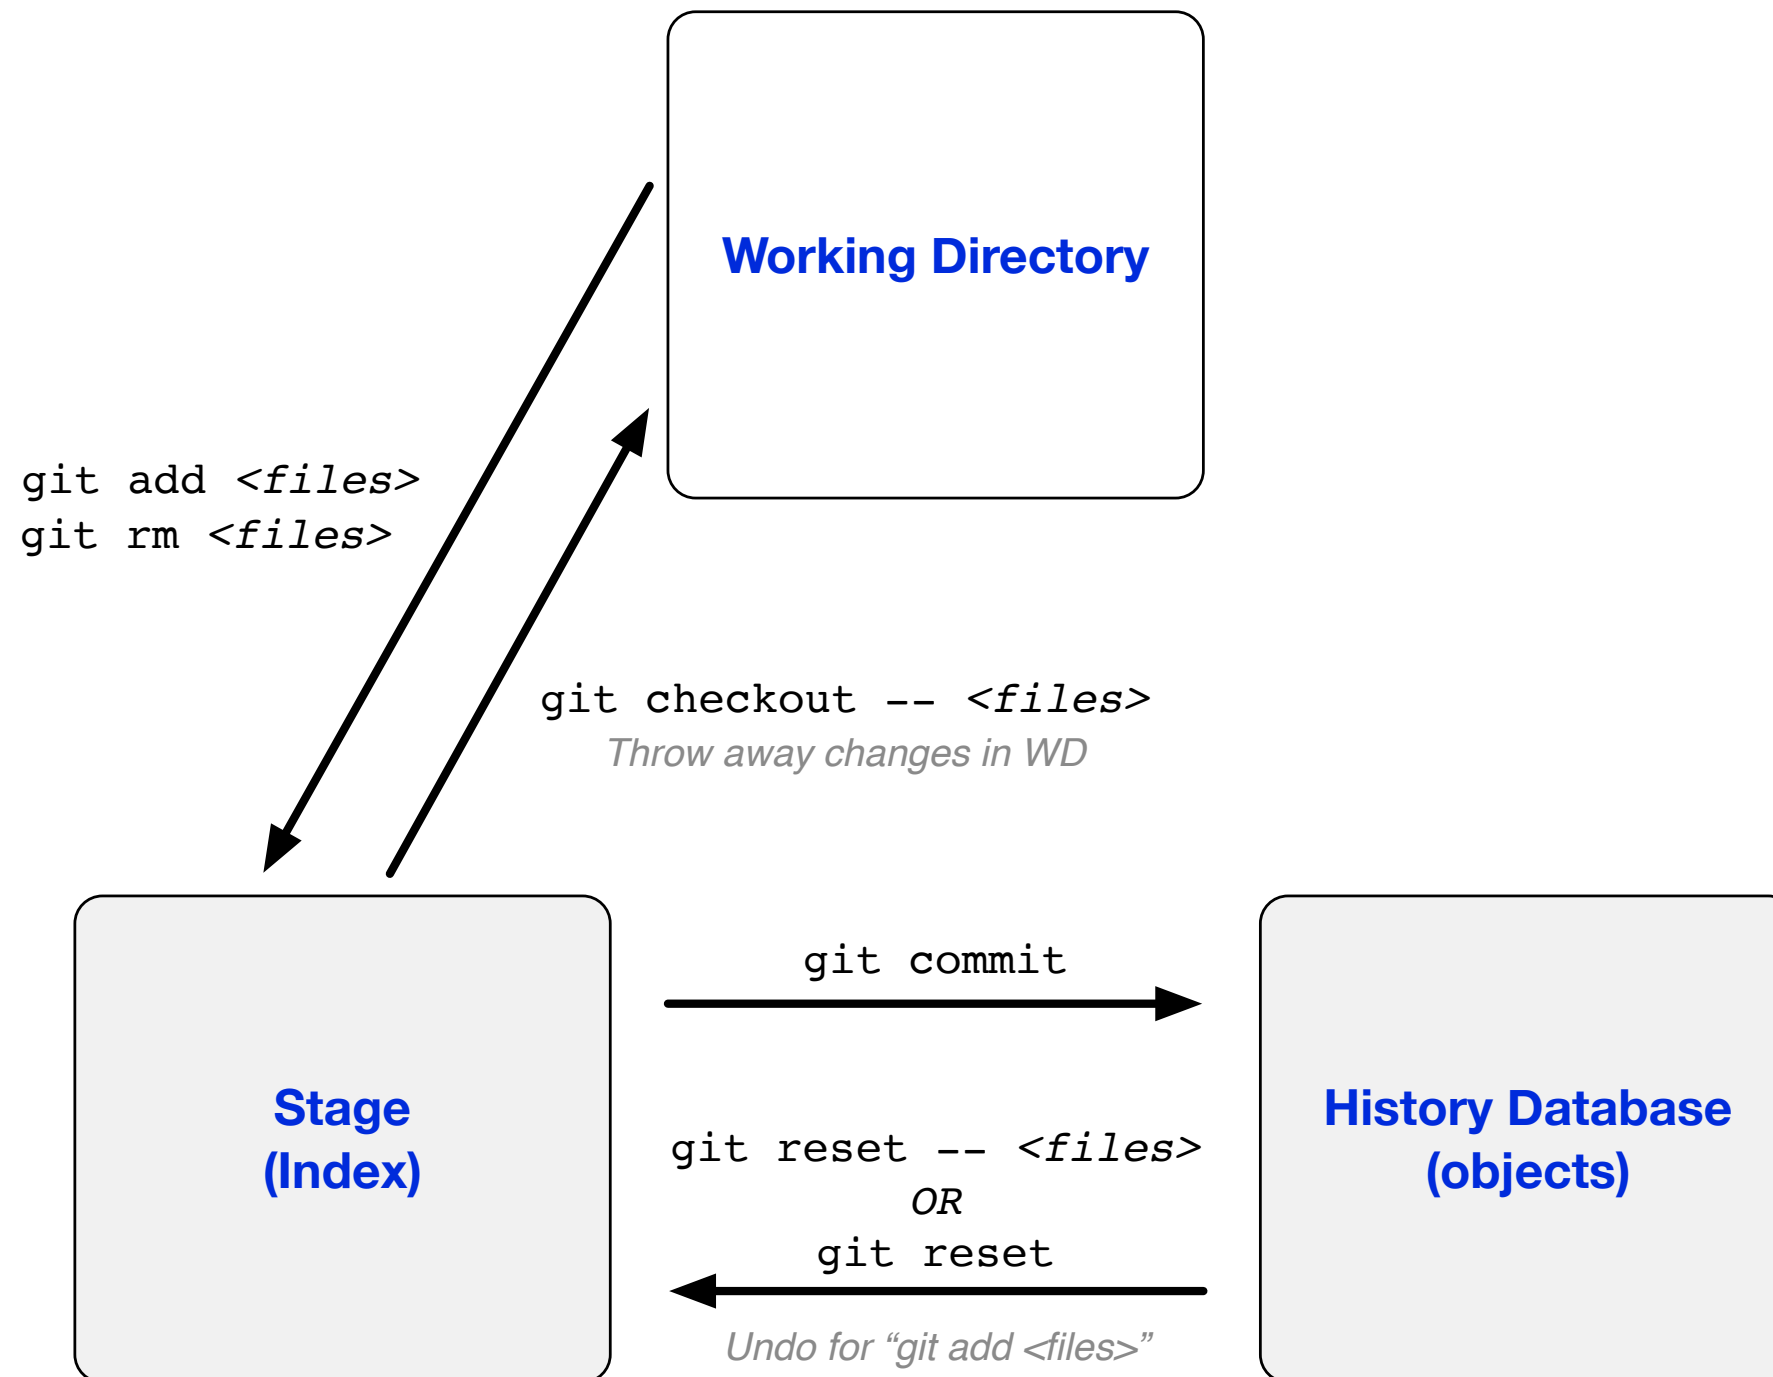 Working Directory
git add <files>
git rm <files>
git checkout -- <files>
Throw away changes in WD
git commit
Stage
(Index)
git reset -- <files>
OR
git reset
Undo for “git add <files>”
History Database
(objects)